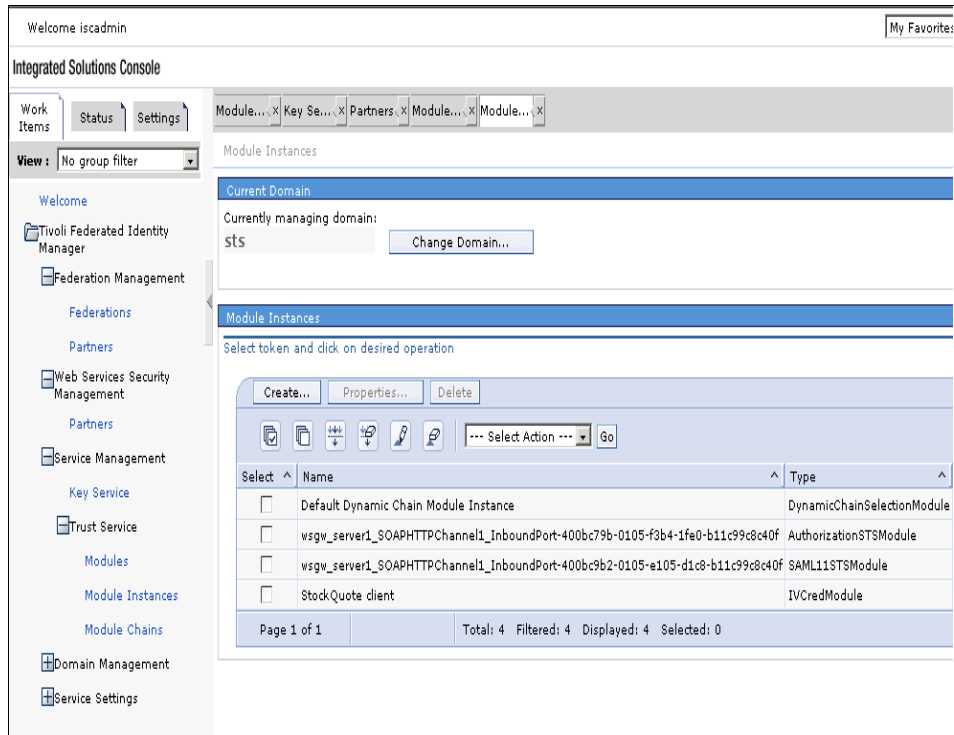 Welcome iscadmin
My Favorites
Integrated Solutions Console
Work Items
Status
Settings
Module... x Key Se... x Partners x Module... x Module... x
View : No group filter
Module Instances
Welcome
Tivoli Federated Identity
Manager
Federation Management
Federations
Partners
Web Services Security
Management
Partners
Service Management
Key Service
Trust Service
Modules
Module Instances
Module Chains
Domain Management
Service Settings
Current Domain
Currently managing domain:
sts
Change Domain...
Module Instances
Select token and click on desired operation
Create... Properties... Delete
--- Select Action --- Go
Select ^ Name ^ Type ^
Default Dynamic Chain Module Instance DynamicChainSelectionModule
wsgw_server1_SOAPHTTPChannel1_InboundPort-400bc79b-0105-f3b4-1fe0-b11c99c8c40f AuthorizationSTSModule
wsgw_server1_SOAPHTTPChannel1_InboundPort-400bc9b2-0105-e105-d1c8-b11c99c8c40f SAML11STSModule
StockQuote client IVCredModule
Page 1 of 1 Total: 4 Filtered: 4 Displayed: 4 Selected: 0